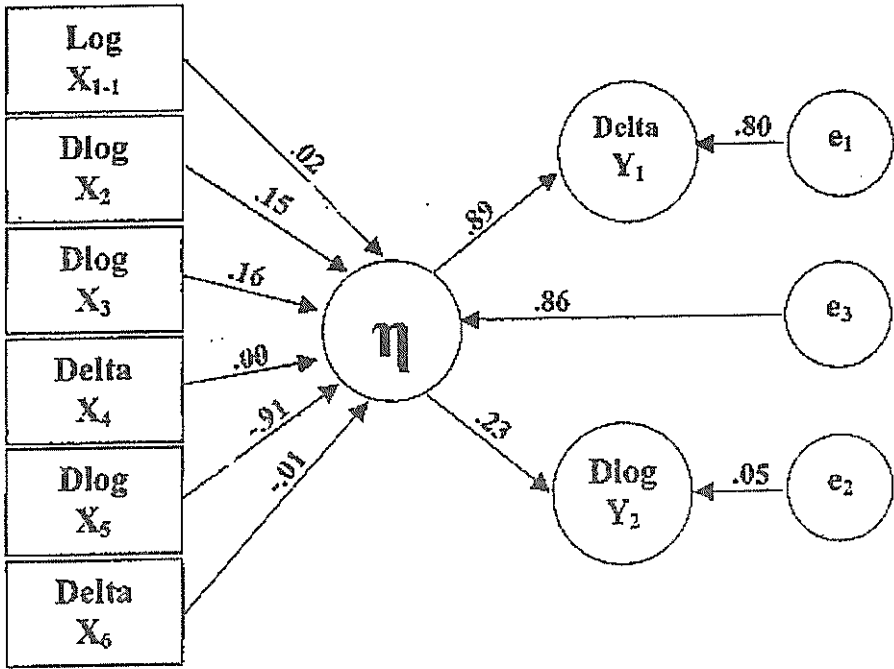 Log
X₁₋₁
Dlog
X₂
Dlog
X₃
Delta
X₄
Dlog
X₅
Delta
X₆
.02
.15
.16
.00
-.91
-.01
η
.89
.86
.23
Delta
Y₁
.80
e₁
e₃
Dlog
Y₂
.05
e₂